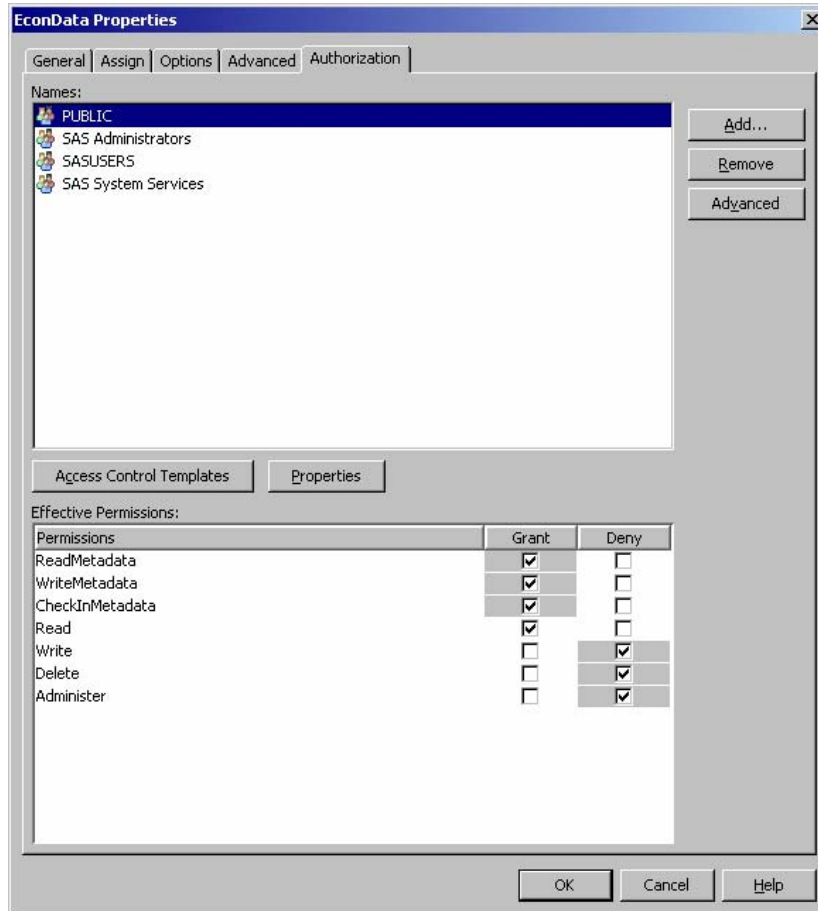 EconData Properties
General Assign Options Advanced Authorization
Names:
PUBLIC
Add...
SAS Administrators
SASUSERS
Remove
SAS System Services
Advanced
Access Control Templates Properties
Effective Permissions:
Permissions Grant Deny
ReadMetadata
WriteMetadata
CheckInMetadata
Read
Write
Delete
Administer
OK Cancel Help